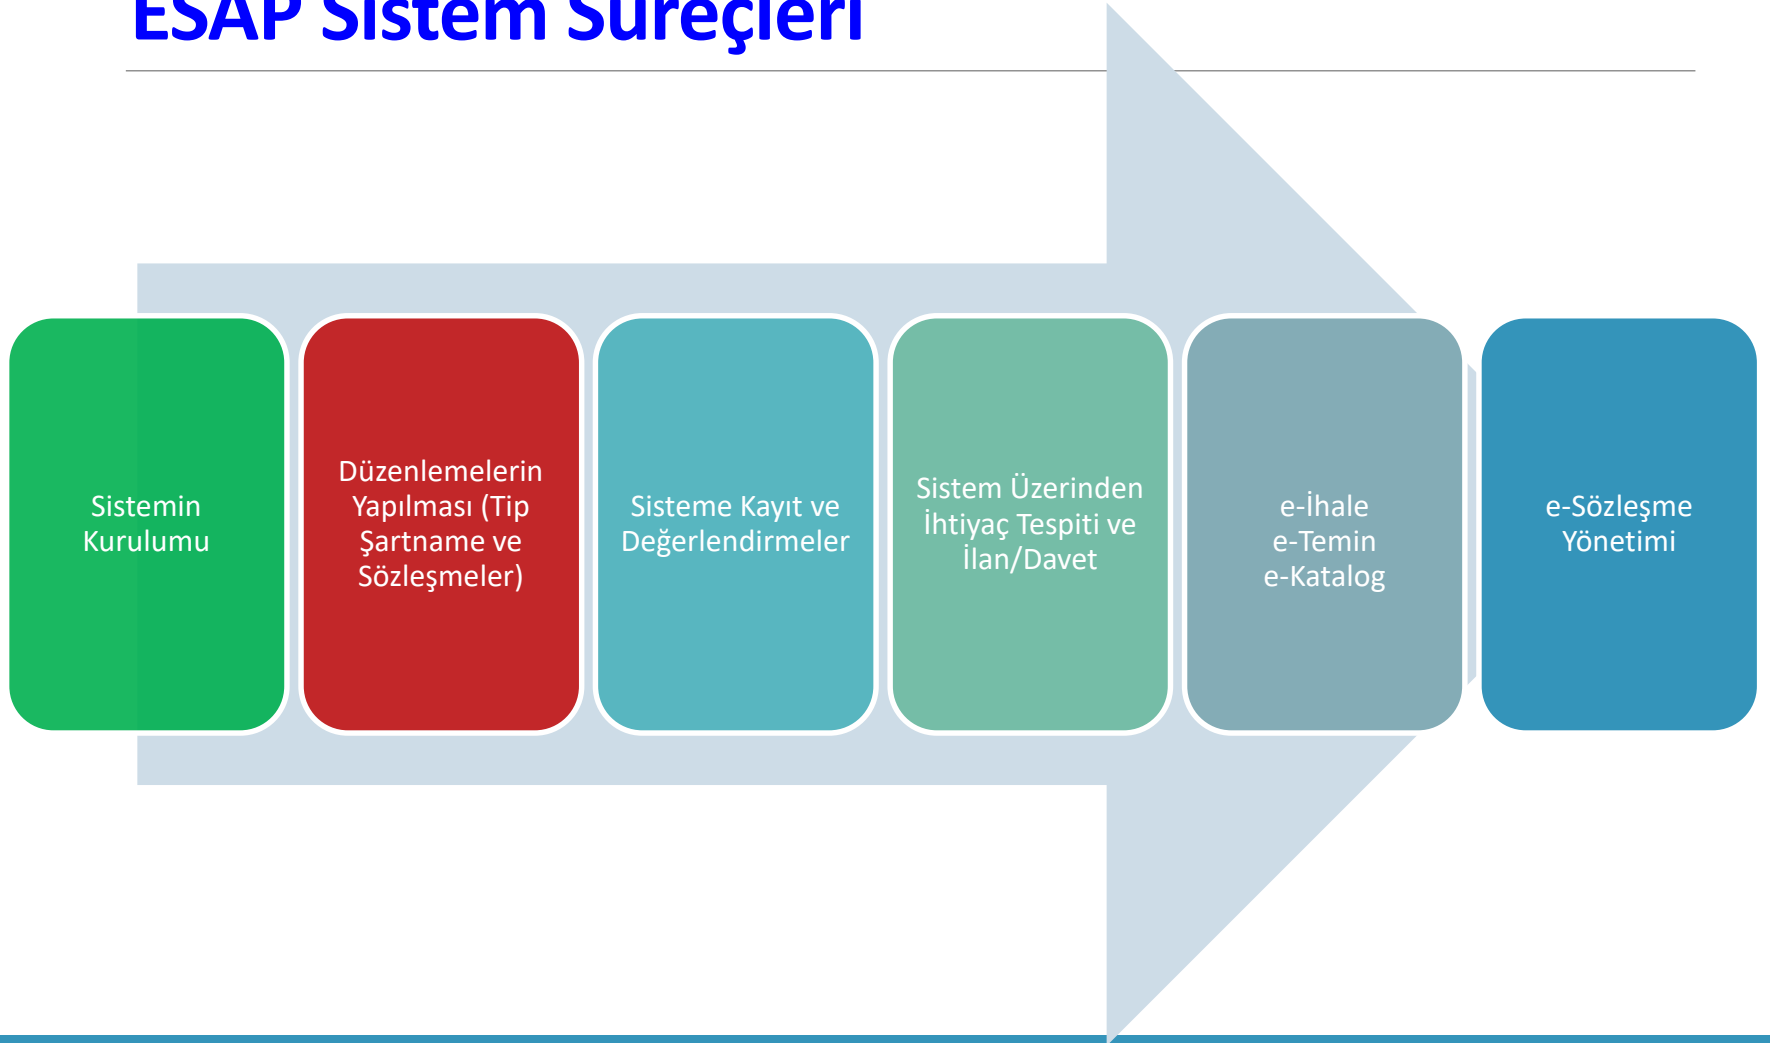 ESAP Sistem Süreçleri
Sistemin
Kurulumu
Düzenlemelerin
Yapılması (Tip
Şartname ve
Sözleşmeler)
Sisteme Kayıt ve
Değerlendirmeler
Sistem Üzerinden
İhtiyaç Tespiti ve
İlan/Davet
e-İhale
e-Temin
e-Katalog
e-Sözleşme
Yönetimi